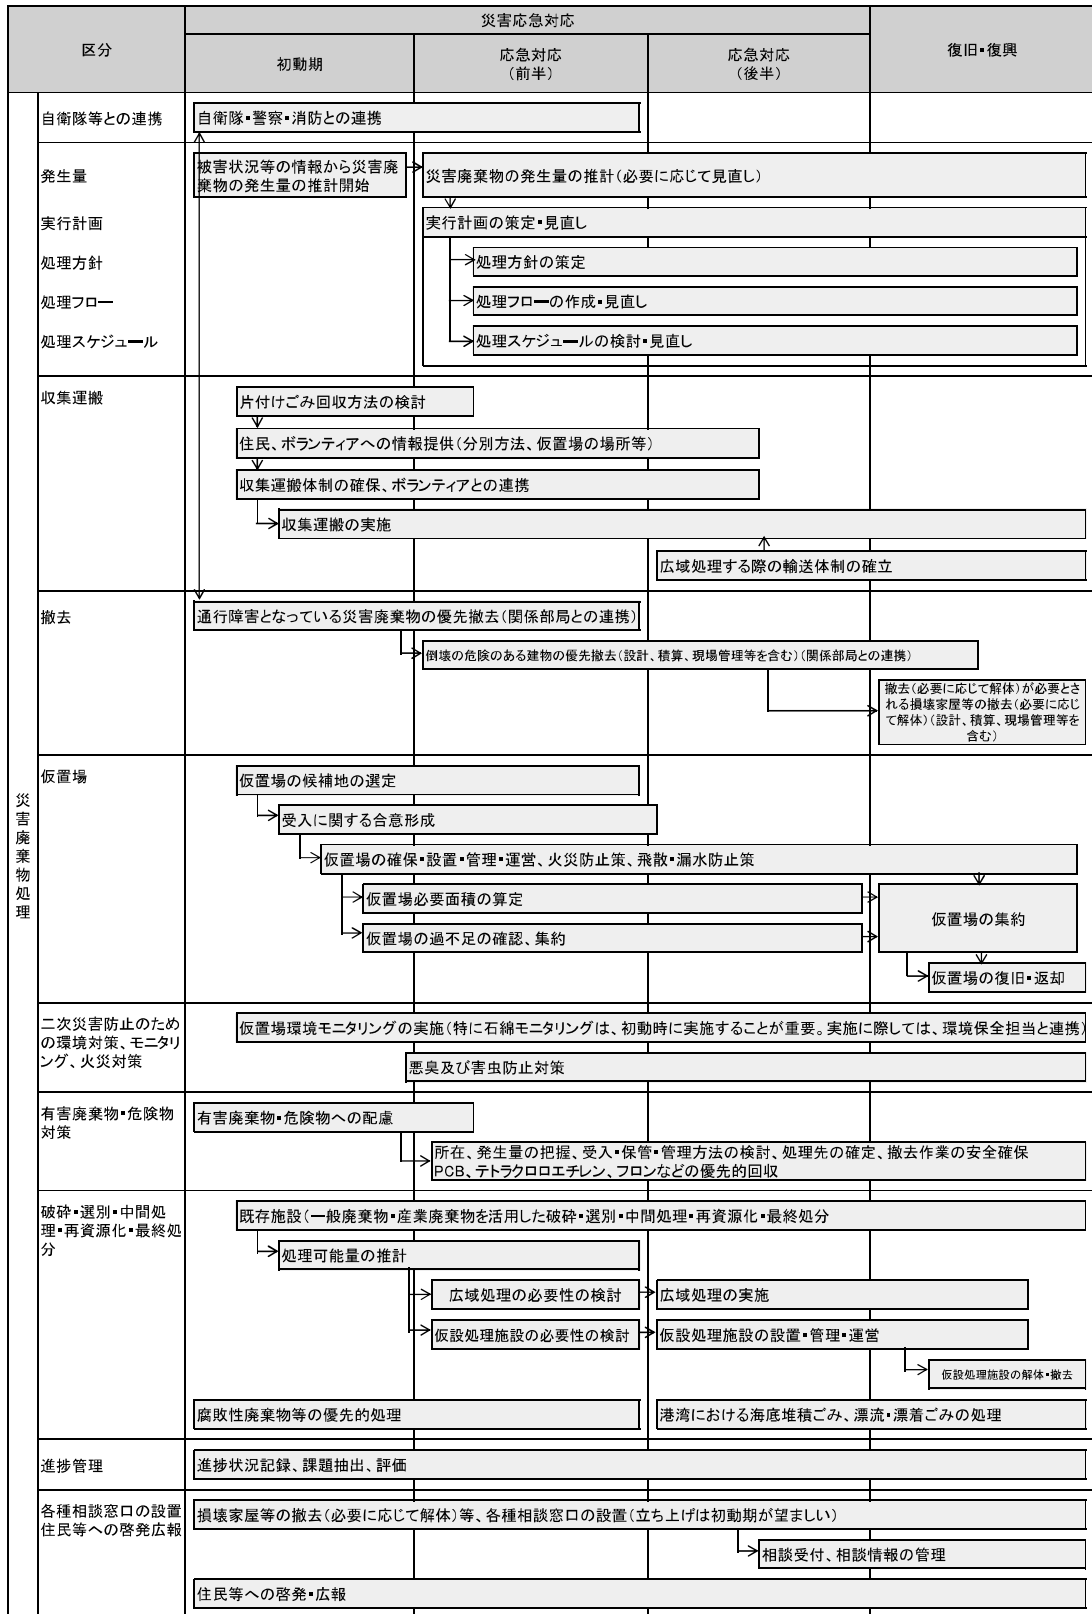 区分
災害応急対応
復旧・復興
初動期
応急対応
(前半)
応急対応
(後半)
災害廃棄物処理
自衛隊等との連携
自衛隊・警察・消防との連携
発生量
被害状況等の情報から災害廃
棄物の発生量の推計開始
災害廃棄物の発生量の推計(必要に応じて見直し)
実行計画
実行計画の策定・見直し
処理方針
処理方針の策定
処理フロー
処理フローの作成・見直し
処理スケジュール
処理スケジュールの検討・見直し
収集運搬
片付けごみ回収方法の検討
住民、ボランティアへの情報提供(分別方法、仮置場の場所等)
収集運搬体制の確保、ボランティアとの連携
収集運搬の実施
広域処理する際の輸送体制の確立
撤去
通行障害となっている災害廃棄物の優先撤去(関係部局との連携)
倒壊の危険のある建物の優先撤去(設計、積算、現場管理等を含む)(関係部局との連携)
撤去(必要に応じて解体)が必要とさ
れる損壊家屋等の撤去(必要に応じ
て解体)(設計、積算、現場管理等を
含む)
仮置場
仮置場の候補地の選定
受入に関する合意形成
仮置場の確保・設置・管理・運営、火災防止策、飛散・漏水防止策
仮置場必要面積の算定
仮置場の集約
仮置場の過不足の確認、集約
仮置場の復旧・返却
二次災害防止のため
の環境対策、モニタリ
ング、火災対策
仮置場環境モニタリングの実施(特に石綿モニタリングは、初動時に実施することが重要。実施に際しては、環境保全担当と連携)
悪臭及び害虫防止対策
有害廃棄物・危険物
対策
有害廃棄物・危険物への配慮
所在、発生量の把握、受入・保管・管理方法の検討、処理先の確定、撤去作業の安全確保
PCB、テトラクロロエチレン、フロンなどの優先的回収
破砕・選別・中間処
理・再資源化・最終処
分
既存施設(一般廃棄物・産業廃棄物を活用した破砕・選別・中間処理・再資源化・最終処分
処理可能量の推計
広域処理の必要性の検討
広域処理の実施
仮設処理施設の必要性の検討
仮設処理施設の設置・管理・運営
仮設処理施設の解体・撤去
腐敗性廃棄物等の優先的処理
港湾における海底堆積ごみ、漂流・漂着ごみの処理
進捗管理
進捗状況記録、課題抽出、評価
各種相談窓口の設置
住民等への啓発広報
損壊家屋等の撤去(必要に応じて解体)等、各種相談窓口の設置(立ち上げは初動期が望ましい)
相談受付、相談情報の管理
住民等への啓発・広報